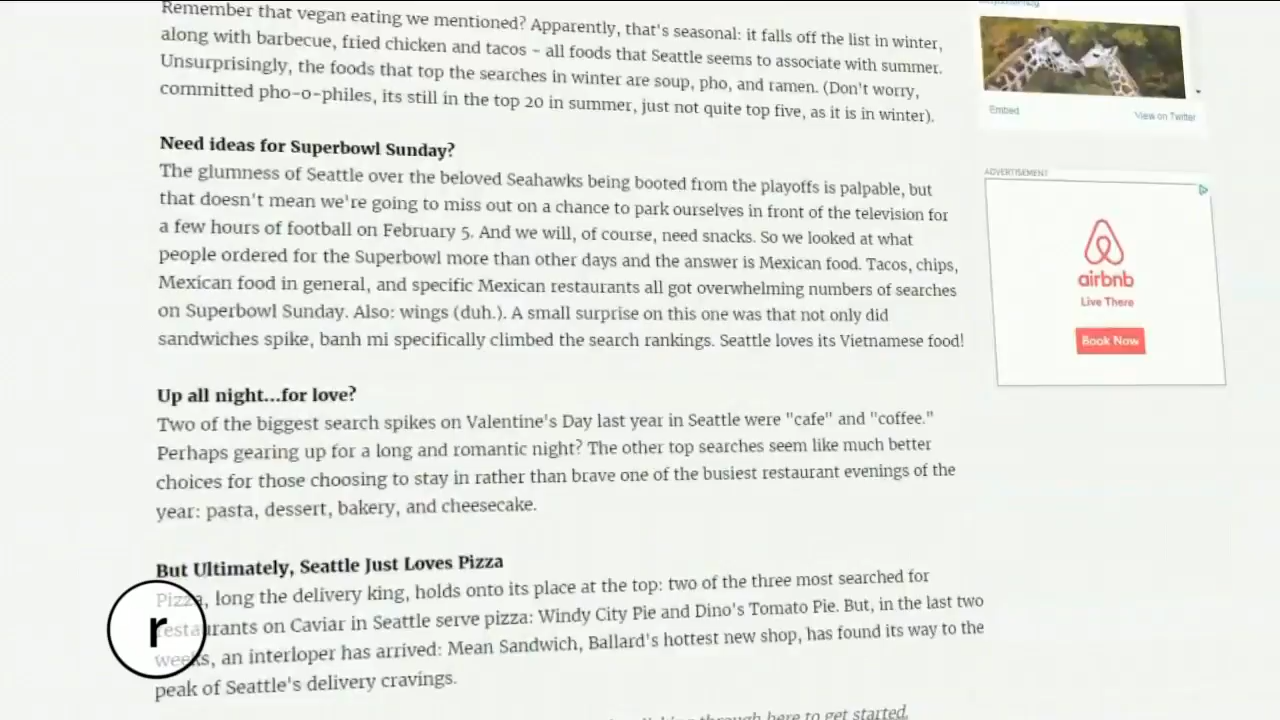 Remember that vegan eating we mentioned? Apparently, that's seasonal: it falls off the list in winter,
along with barbecue, fried chicken and tacos - all foods that Seattle seems to associate with summer.
Unsurprisingly, the foods that top the searches in winter are soup, pho, and ramen. (Don't worry,
committed pho-o-philes, its still in the top 20 in summer, just not quite top five, as it is in winter).
Need ideas for Superbowl Sunday?
The glumness of Seattle over the beloved Seahawks being booted from the playoffs is palpable, but
that doesn't mean we're going to miss out on a chance to park ourselves in front of the television for
a few hours of football on February 5. And we will, of course, need snacks. So we looked at what
people ordered for the Superbowl more than other days and the answer is Mexican food. Tacos, chips,
Mexican food in general, and specific Mexican restaurants all got overwhelming numbers of searches
on Superbowl Sunday. Also: wings (duh.). A small surprise on this one was that not only did
sandwiches spike, banh mi specifically climbed the search rankings. Seattle loves its Vietnamese food!
Up all night...for love?
Two of the biggest search spikes on Valentine's Day last year in Seattle were "cafe" and "coffee."
Perhaps gearing up for a long and romantic night? The other top searches seem like much better
choices for those choosing to stay in rather than brave one of the busiest restaurant evenings of the
year: pasta, dessert, bakery, and cheesecake.
But Ultimately, Seattle Just Loves Pizza
Pizza, long the delivery king, holds onto its place at the top: two of the three most searched for
restaurants on Caviar in Seattle serve pizza: Windy City Pie and Dino's Tomato Pie. But, in the last two
weeks, an interloper has arrived: Mean Sandwich, Ballard's hottest new shop, has found its way to the
peak of Seattle's delivery cravings.
through here to get started.
r
Embed
View on Twitter
ADVERTISEMENT
airbnb
Live There
Book Now